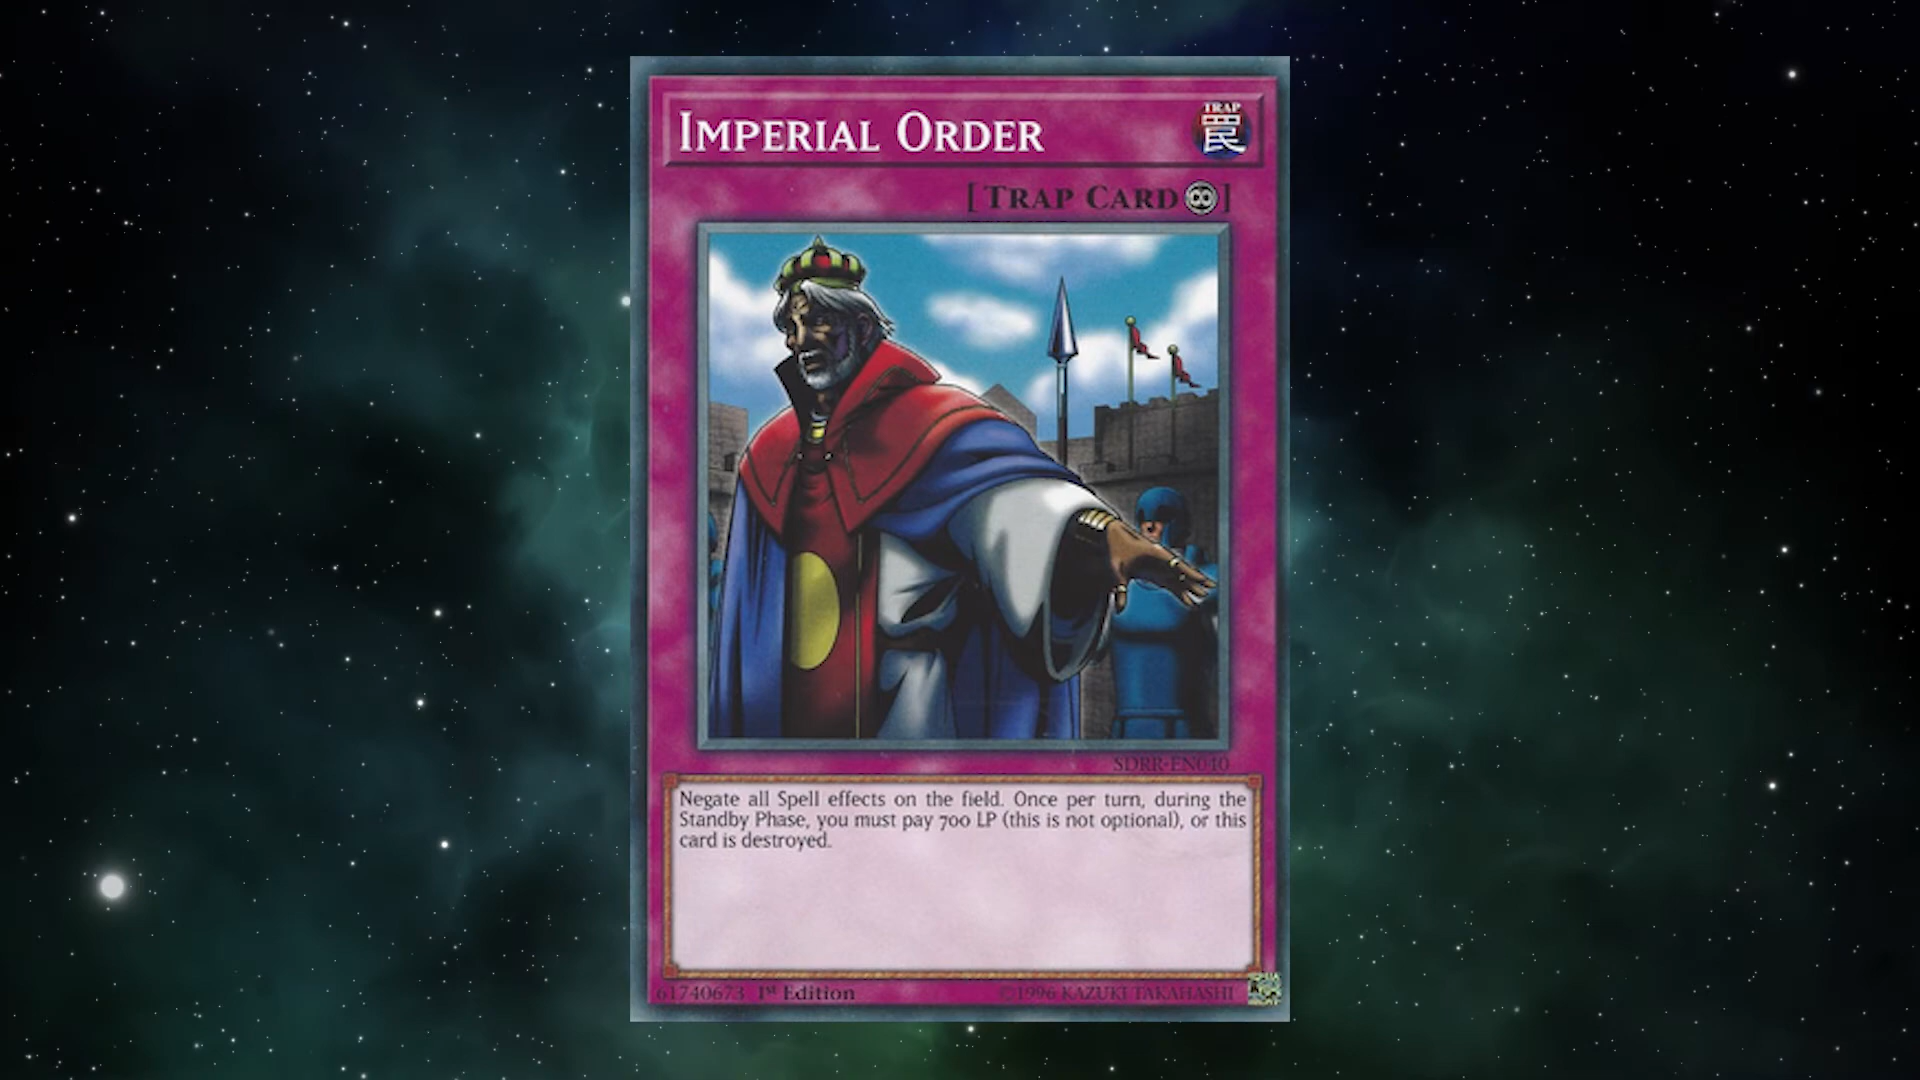 IMPERIAL ORDER
TRAP
罠
[TRAP CARD ]
SDRR-EN040
Negate all Spell effects on the field. Once per turn, during the
Standby Phase, you must pay 700 LP (this is not optional), or this
card is destroyed.
61740673 1st Edition
©1996 KAZUKI TAKAHASHI